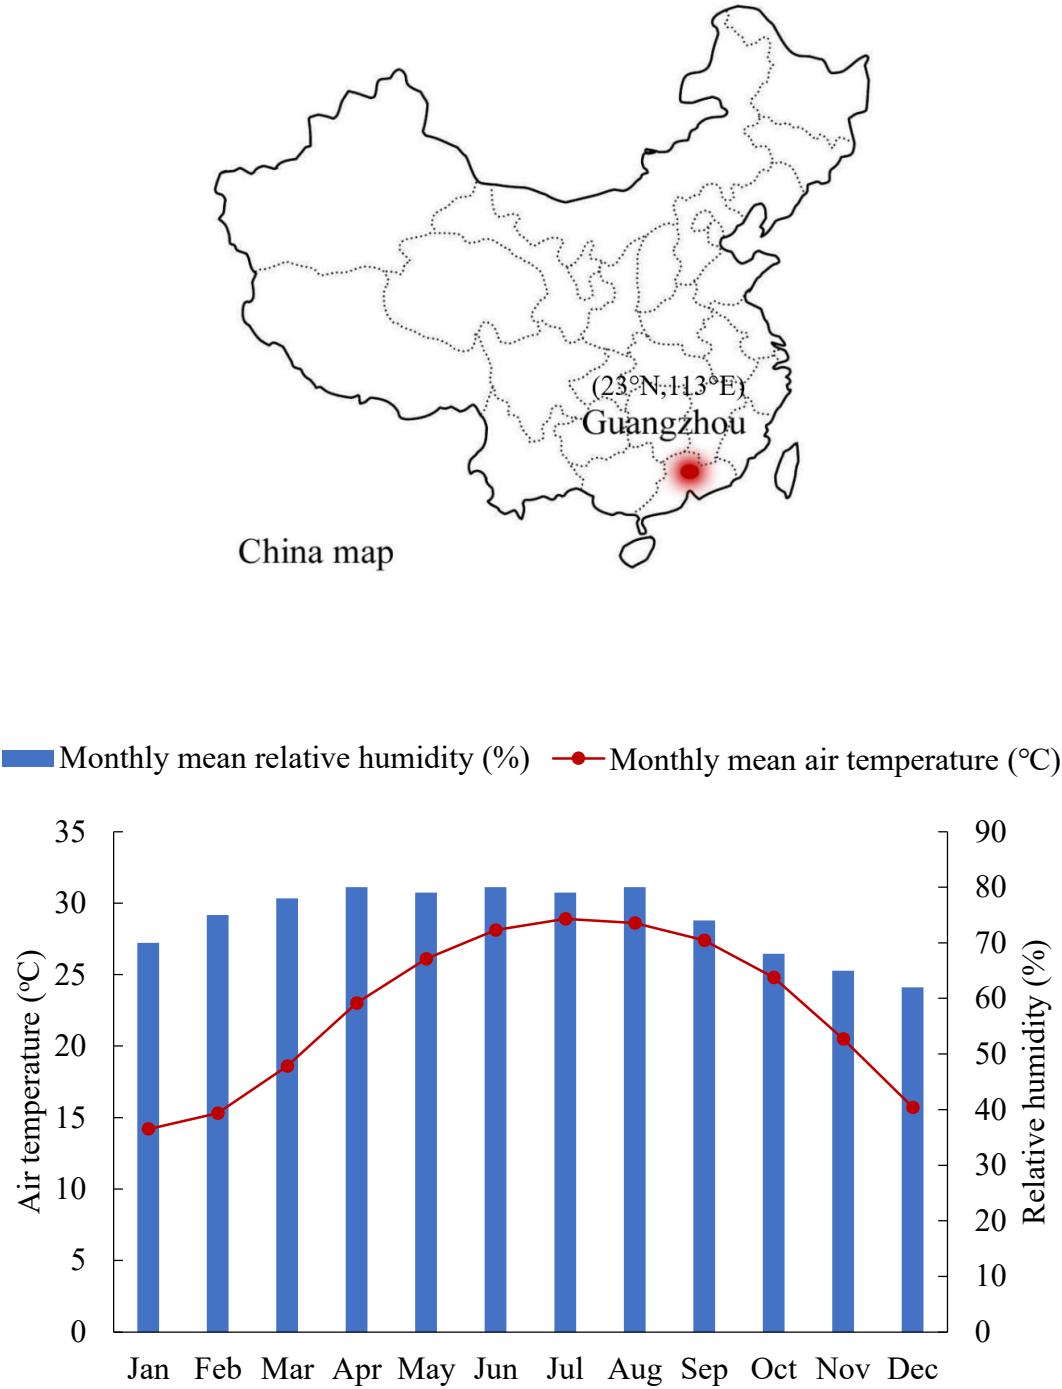 (23°N,113°E)
Guangzhou
China map
Monthly mean relative humidity (%)
Monthly mean air temperature (℃)
35
30
25
20
15
10
5
0
Air temperature (℃)
90
80
70
60
50
40
30
20
10
0
Relative humidity (%)
Jan Feb Mar Apr May Jun Jul Aug Sep Oct Nov Dec